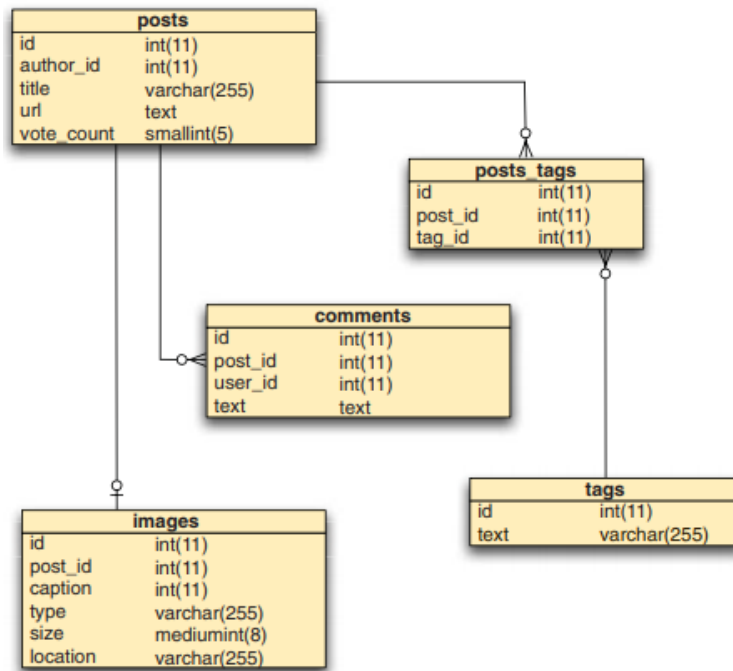 posts
id int(11)
author_id int(11)
title varchar(255)
url text
vote_count smallint(5)
posts_tags
id int(11)
post_id int(11)
tag_id int(11)
comments
id int(11)
post_id int(11)
user_id int(11)
text text
tags
id int(11)
text varchar(255)
images
id int(11)
post_id int(11)
caption int(11)
type varchar(255)
size mediumint(8)
location varchar(255)